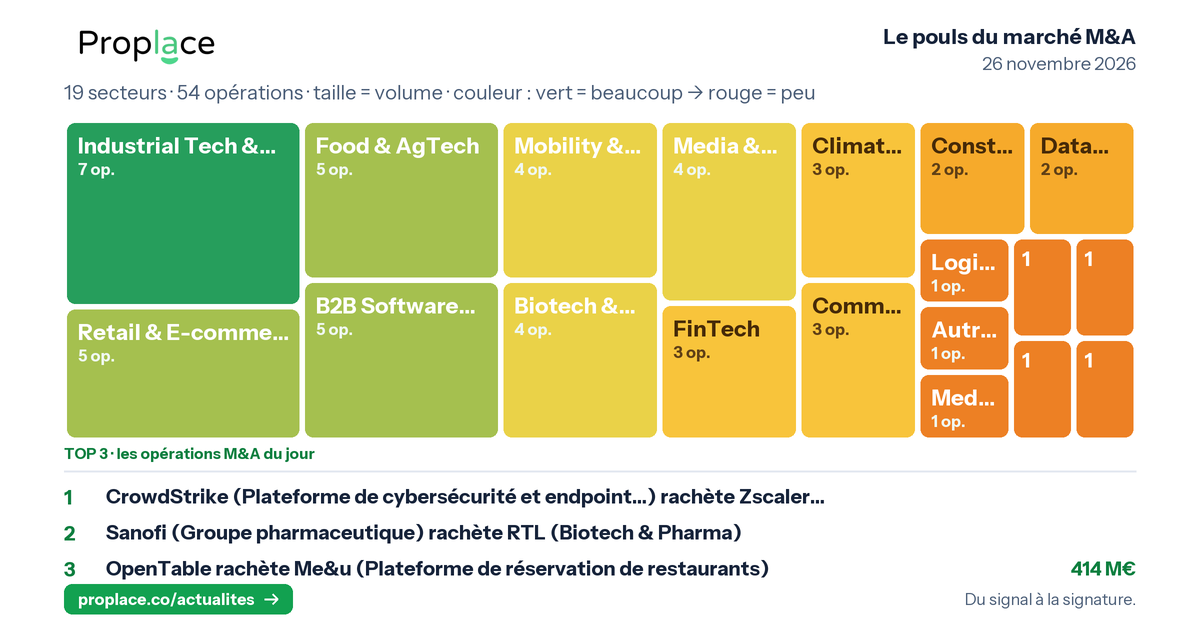 Proplace
Le pouls du marché M&A
26 novembre 2026
19 secteurs · 54 opérations · taille = volume · couleur : vert = beaucoup → rouge = peu
Industrial Tech &...
7 op.
Food & AgTech
5 op.
Mobility &...
4 op.
Media &...
4 op.
Climat...
3 op.
Const...
2 op.
Data...
2 op.
Logi...
1 op.
1
1
Retail & E-comme...
5 op.
B2B Software...
5 op.
Biotech &...
4 op.
FinTech
3 op.
Comm...
3 op.
Autr...
1 op.
1
1
Med...
1 op.
TOP 3 · les opérations M&A du jour
1 CrowdStrike (Plateforme de cybersécurité et endpoint...) rachète Zscaler...
2 Sanofi (Groupe pharmaceutique) rachète RTL (Biotech & Pharma)
3 OpenTable rachète Me&u (Plateforme de réservation de restaurants) 414 M€
proplace.co/actualites →
Du signal à la signature.